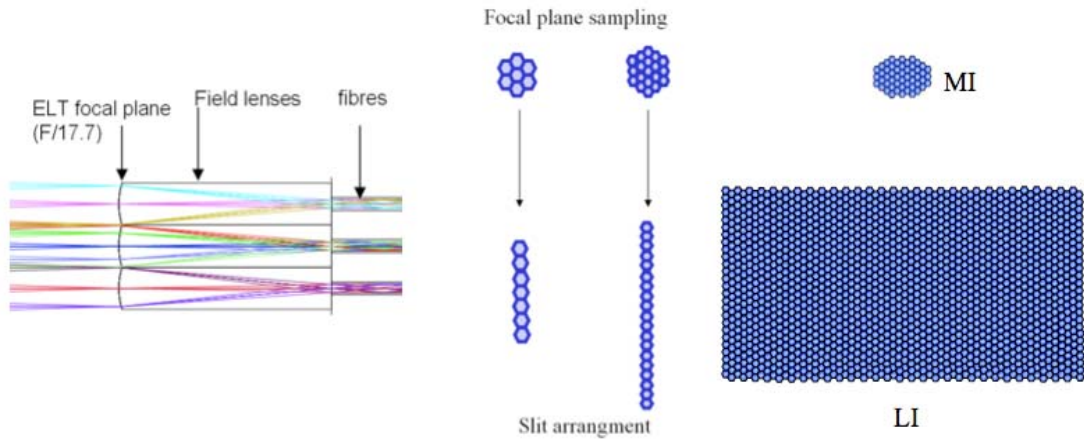 Focal plane sampling
ELT focal plane
(F/17.7)
Field lenses
fibres
MI
Slit arrangment
LI